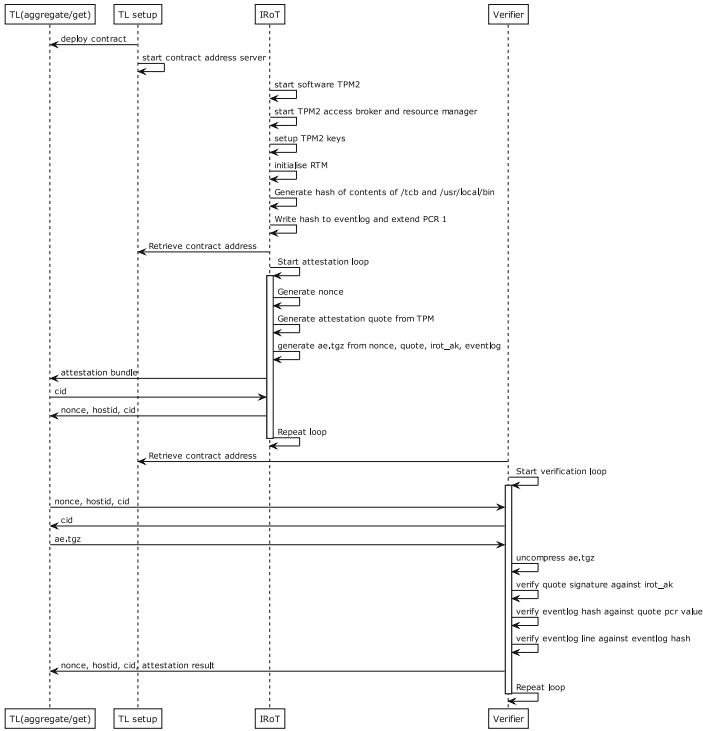 TL(aggregate/get)
TL setup
IRoT
Verifier
deploy contract
start contract address server
start software TPM2
start TPM2 access broker and resource manager
setup TPM2 keys
initialise RTM
Generate hash of contents of /tcb and /usr/local/bin
Write hash to eventlog and extend PCR 1
Retrieve contract address
Start attestation loop
Generate nonce
Generate attestation quote from TPM
generate ae.tgz from nonce, quote, irot_ak, eventlog
attestation bundle
cid
nonce, hostid, cid
Repeat loop
Retrieve contract address
Start verification loop
nonce, hostid, cid
cid
ae.tgz
uncompress ae.tgz
verify quote signature against irot_ak
verify eventlog hash against quote pcr value
verify eventlog line against eventlog hash
nonce, hostid, cid, attestation result
Repeat loop
TL(aggregate/get)
TL setup
IRoT
Verifier